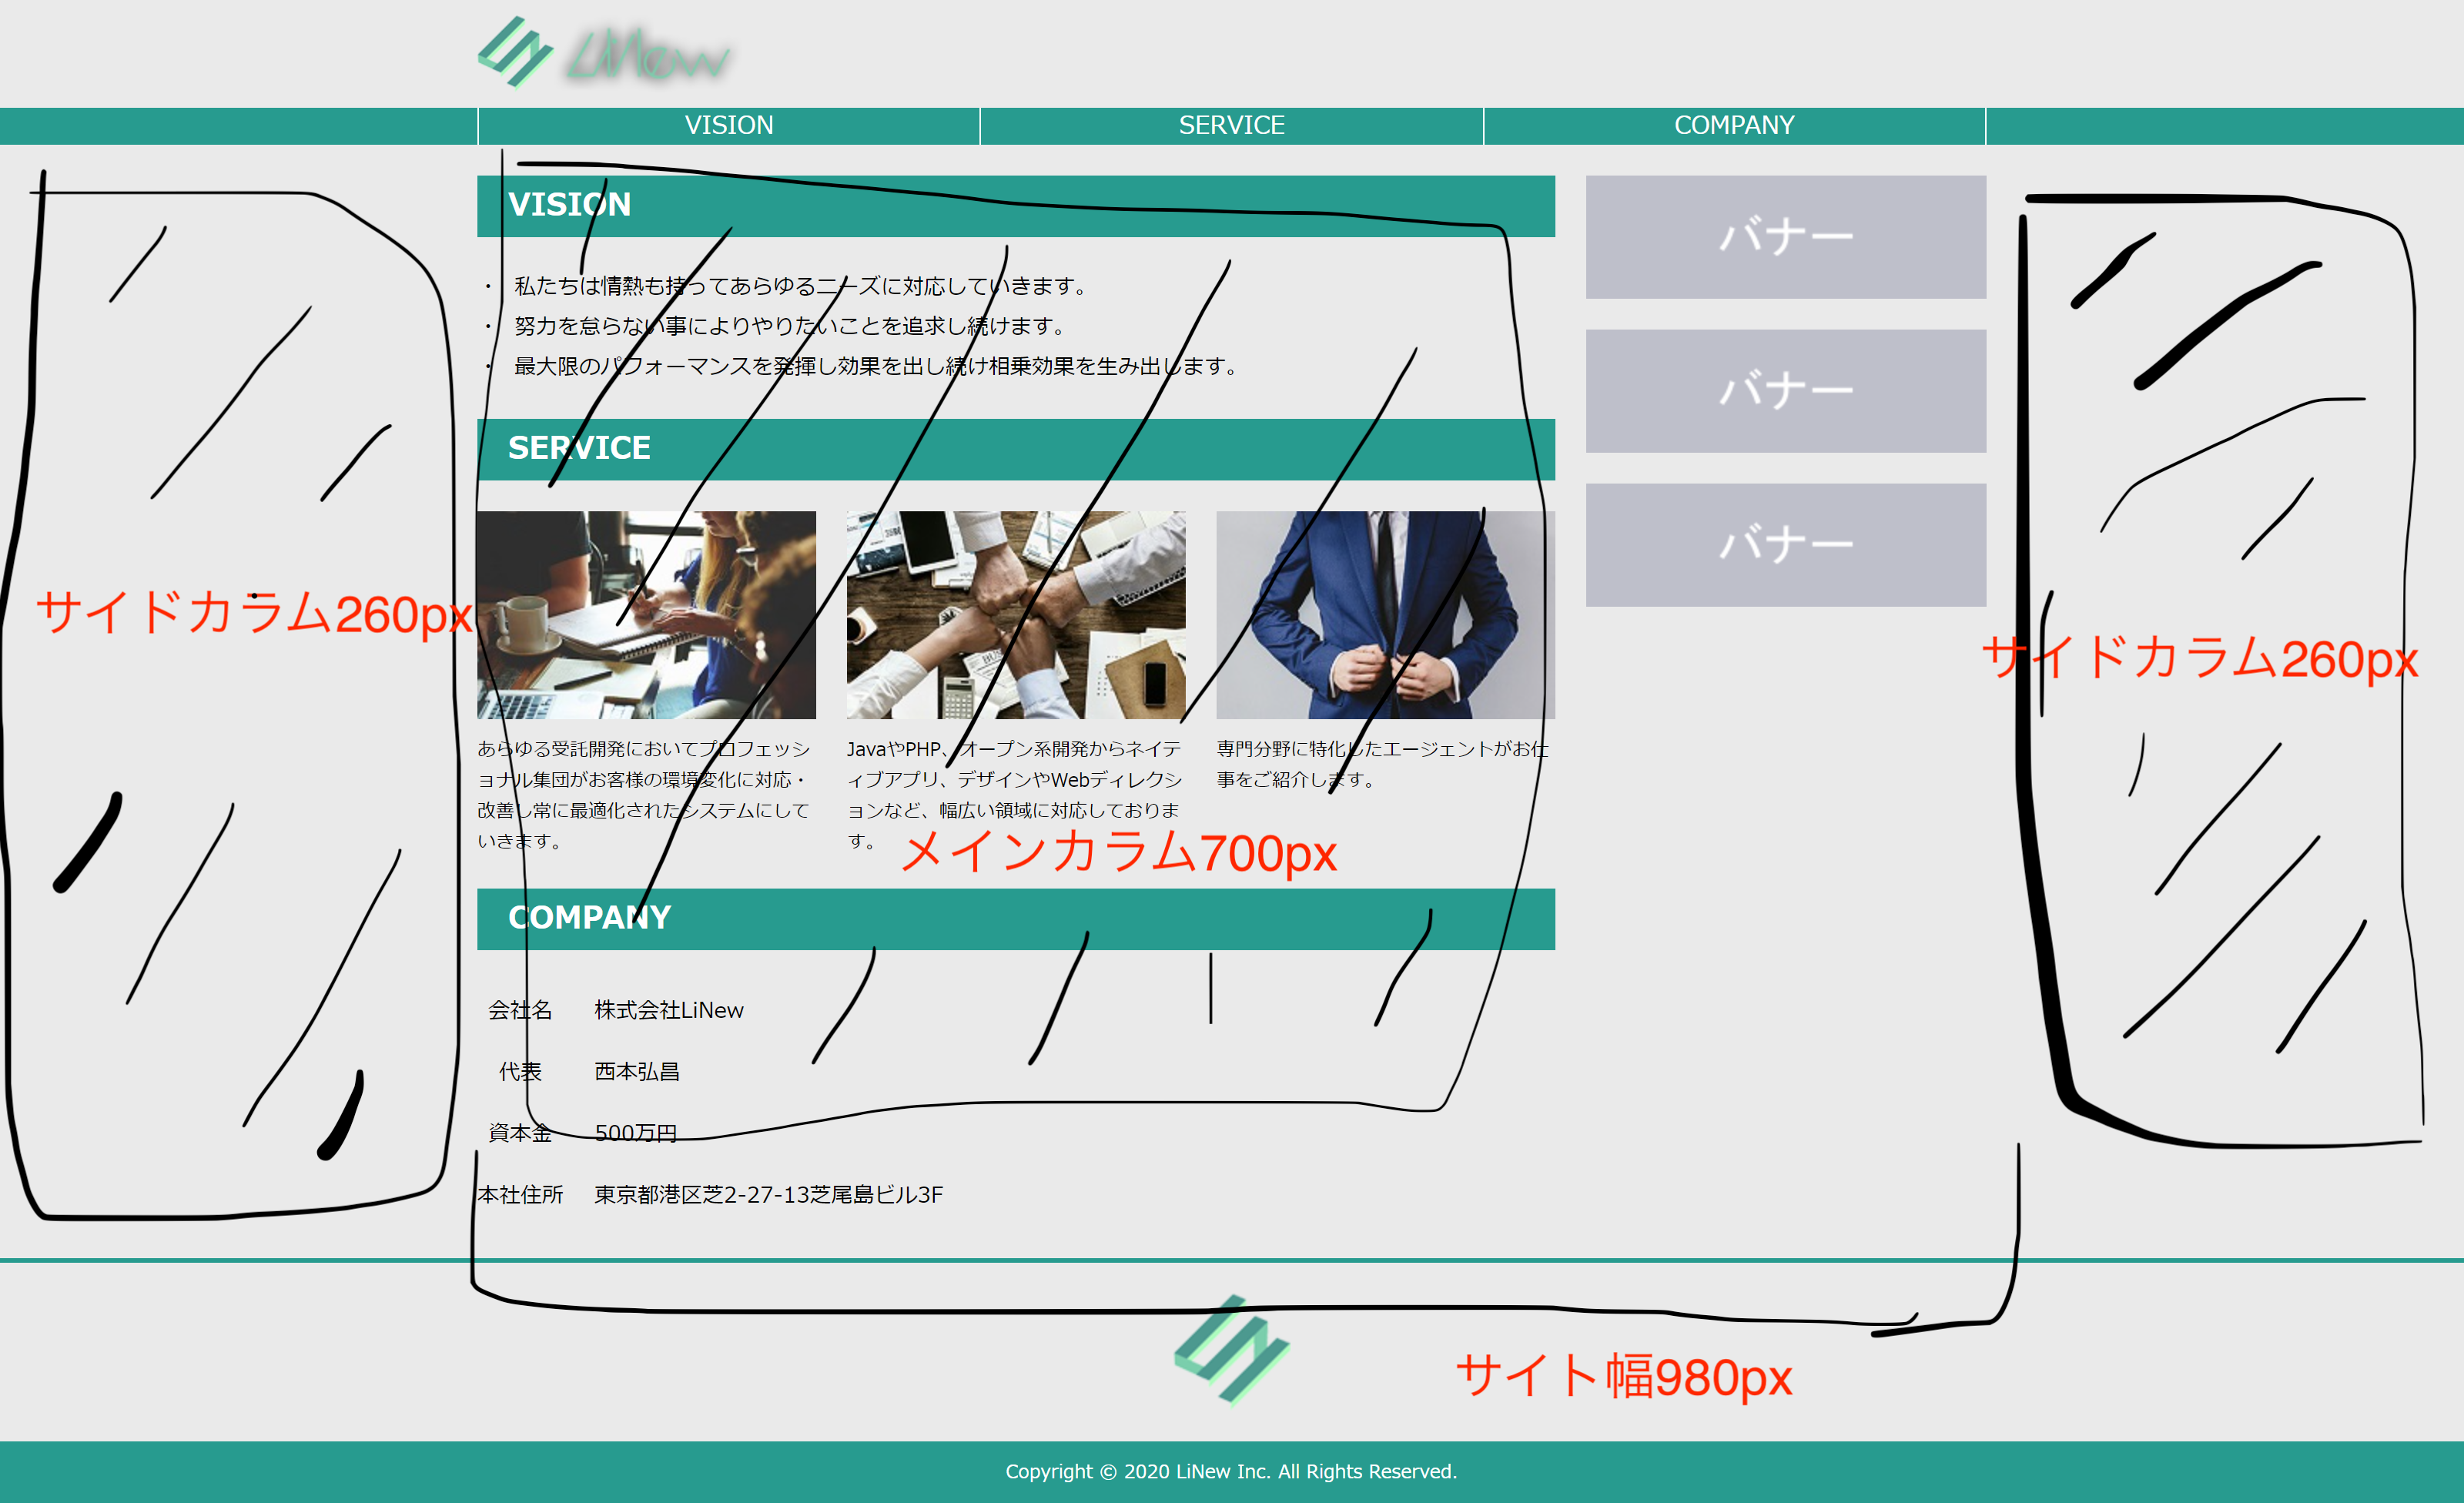 LiNew
VISION
SERVICE
COMPANY
VISION
・ 私たちは情熱も持ってあらゆるニーズに対応していきます。
・ 努力を怠らない事によりやりたいことを追求し続けます。
・ 最大限のパフォーマンスを発揮し効果を出し続け相乗効果を生み出します。
バナー
バナー
バナー
SERVICE
サイドカラム260px
サイドカラム260px
あらゆる受託開発においてプロフェッシ
ョナル集団がお客様の環境変化に対応・
改善し常に最適化されたシステムにして
いきます。
JavaやPHP、オープン系開発からネイテ
ィブアプリ、デザインやWebディレクシ
ョンなど、幅広い領域に対応しておりま
す。
専門分野に特化したエージェントがお仕
事をご紹介します。
メインカラム700px
COMPANY
会社名 株式会社LiNew
代表 西本弘昌
資本金 500万円
本社住所 東京都港区芝2-27-13芝尾島ビル3F
サイト幅980px
Copyright © 2020 LiNew Inc. All Rights Reserved.